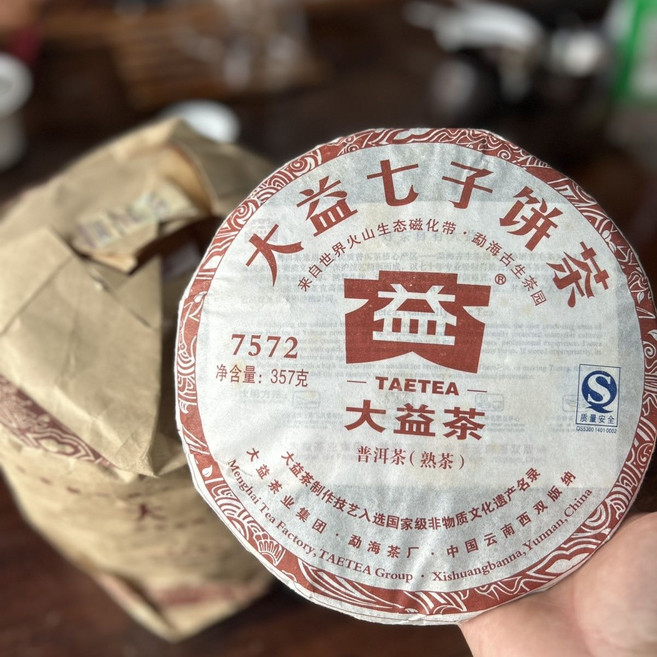 大益七子饼茶
来自世界火山生态磁化带·勐海古生茶园
益
®
7572
净含量：357克
TAETEA
大益茶
普洱茶（熟茶）
质量安全
QS5300 1401 0002
大益茶制作技艺入选国家级非物质文化遗产名录
大益茶业集团·勐海茶厂·中国云南西双版纳
Menghai Tea Factory, TAETEA Group · Xishuangbanna, Yunnan, China